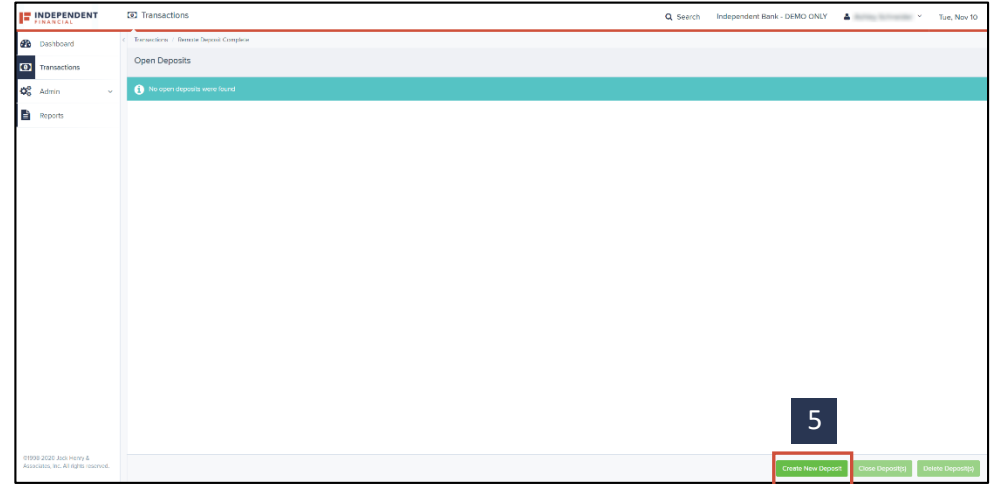 INDEPENDENT
FINANCIAL
Transactions
Search
Independent Bank - DEMO ONLY
Tue, Nov 10
Dashboard
Transactions
Admin
Reports
Transactions / Remote Deposit Complete
Open Deposits
No open deposits were found
5
©1998-2020 Jack Henry &
Associates, Inc. All rights reserved.
Create New Deposit
Close Deposit(s)
Delete Deposit(s)